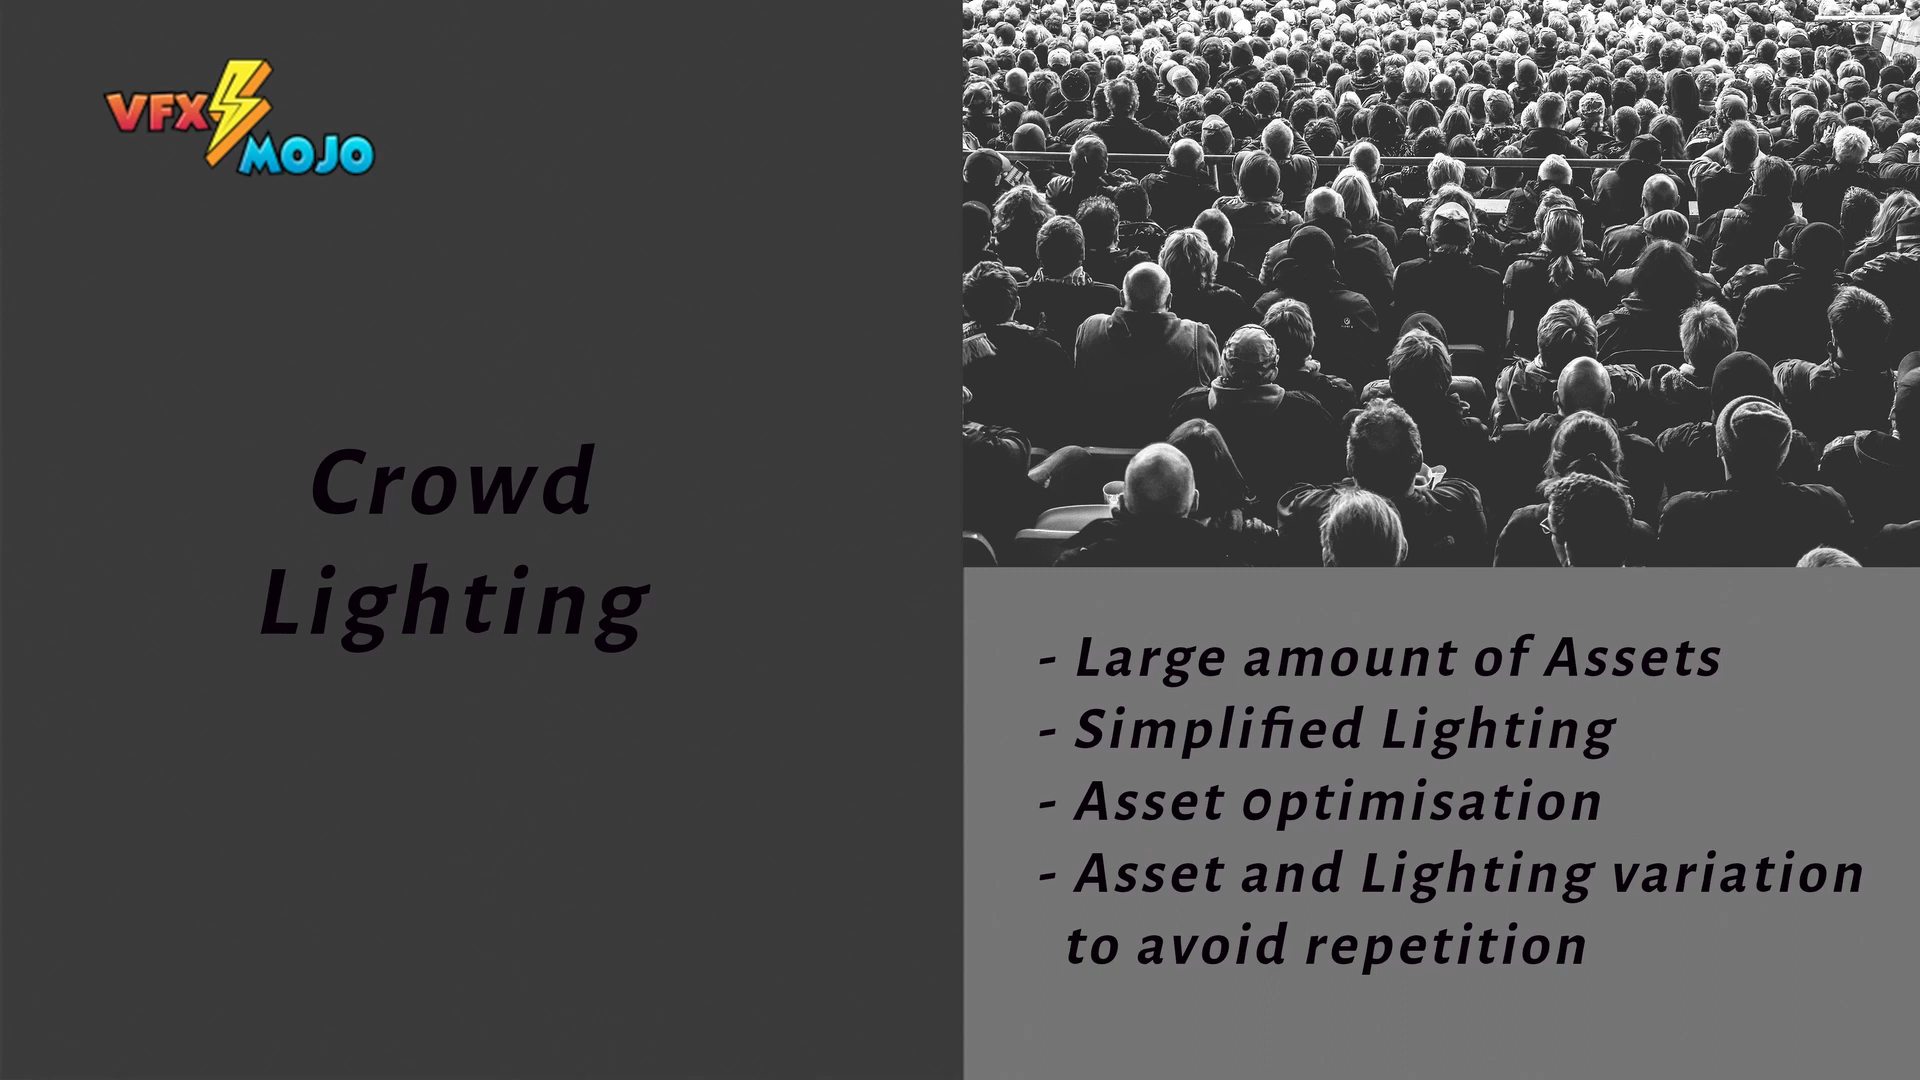 VFX
MOJO
Crowd
Lighting
- Large amount of Assets
- Simplified Lighting
- Asset optimisation
- Asset and Lighting variation
to avoid repetition